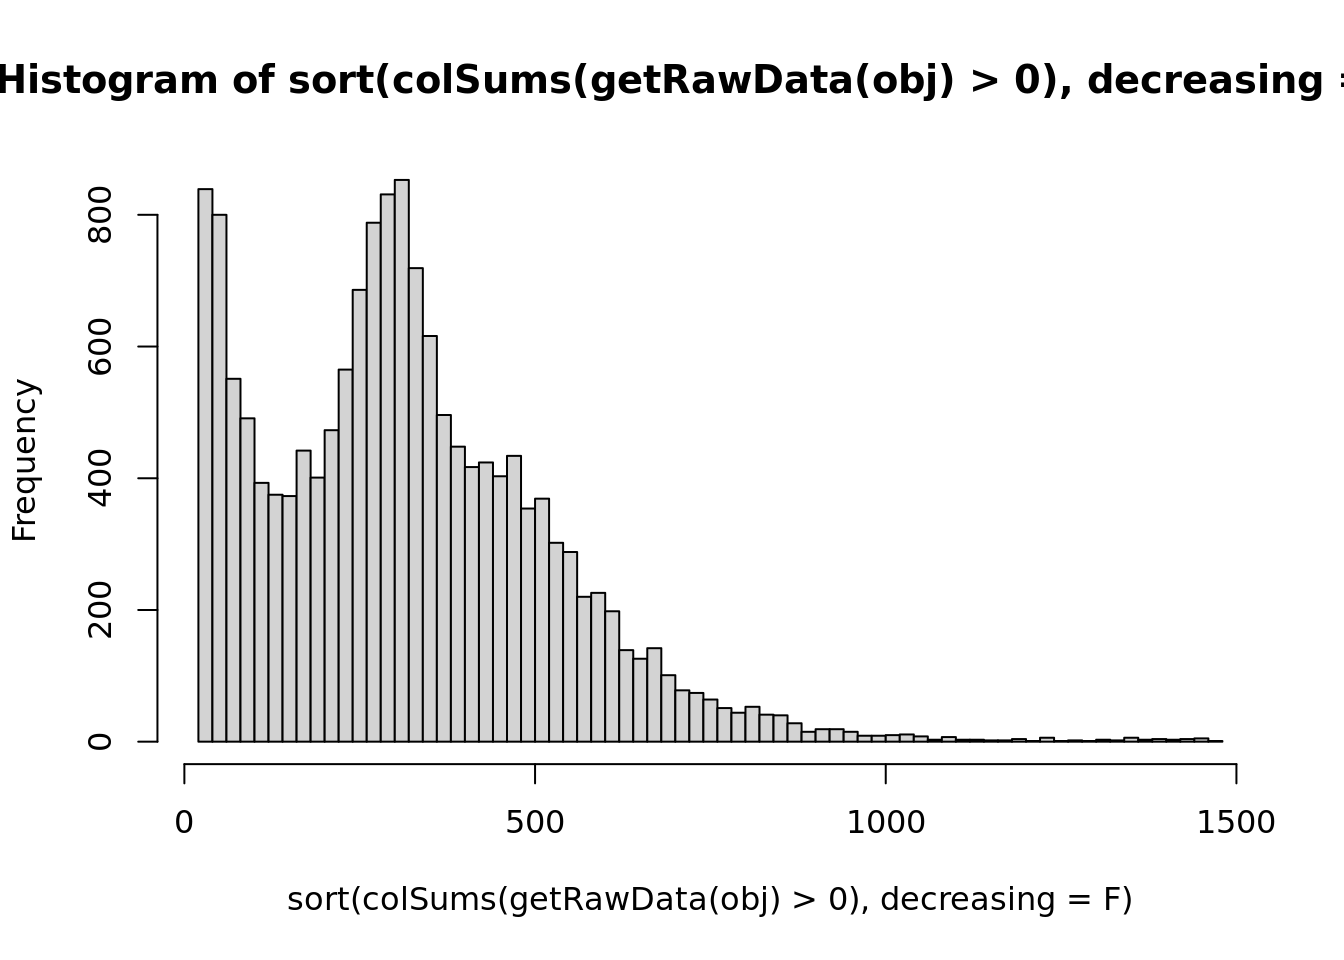 Histogram of sort(colSums(getRawData(obj) > 0), decreasing =
Frequency
800
600
400
200
0
0 500 1000 1500
sort(colSums(getRawData(obj) > 0), decreasing = F)